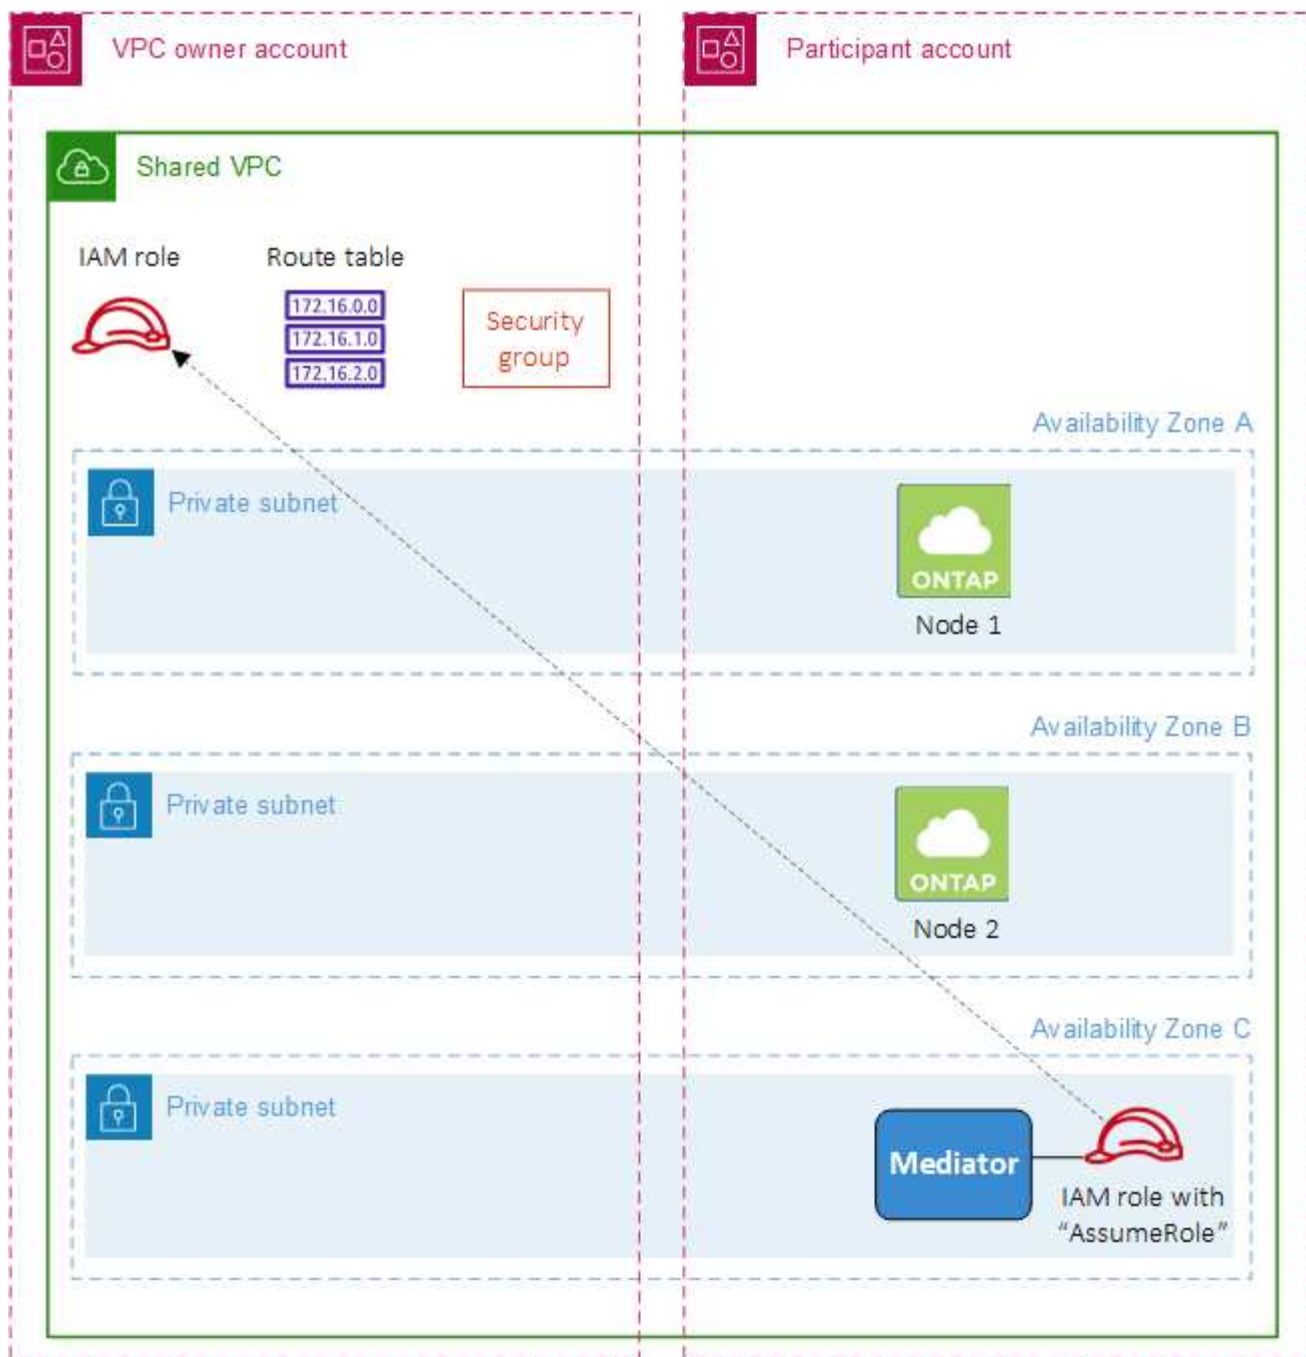 VPC owner account
Participant account
Shared VPC
IAM role
Route table
172.16.0.0
172.16.1.0
172.16.2.0
Security
group
Availability Zone A
Private subnet
ONTAP
Node 1
Availability Zone B
Private subnet
ONTAP
Node 2
Availability Zone C
Private subnet
Mediator
IAM role with
“AssumeRole”